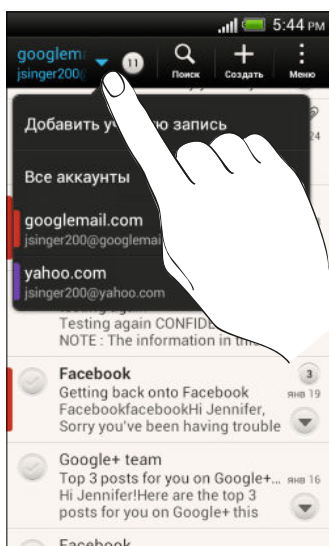 5:44 PM
googlem
jsinger200
11
Поиск
Создать
Меню
Добавить запись
24
Все аккаунты
googlemail.com
jsinger200@googlemai
yahoo.com
jsinger200@yahoo.com
Testing again CONFIDE
NOTE : The information in
Facebook
3
Getting back onto Facebook
янв 19
FacebookfacebookHi Jennifer,
Sorry you've been having trouble
Google+ team
Top 3 posts for you on Google+...
янв 16
Hi Jennifer!Here are the top 3
posts for you on Google+ this
Facebook